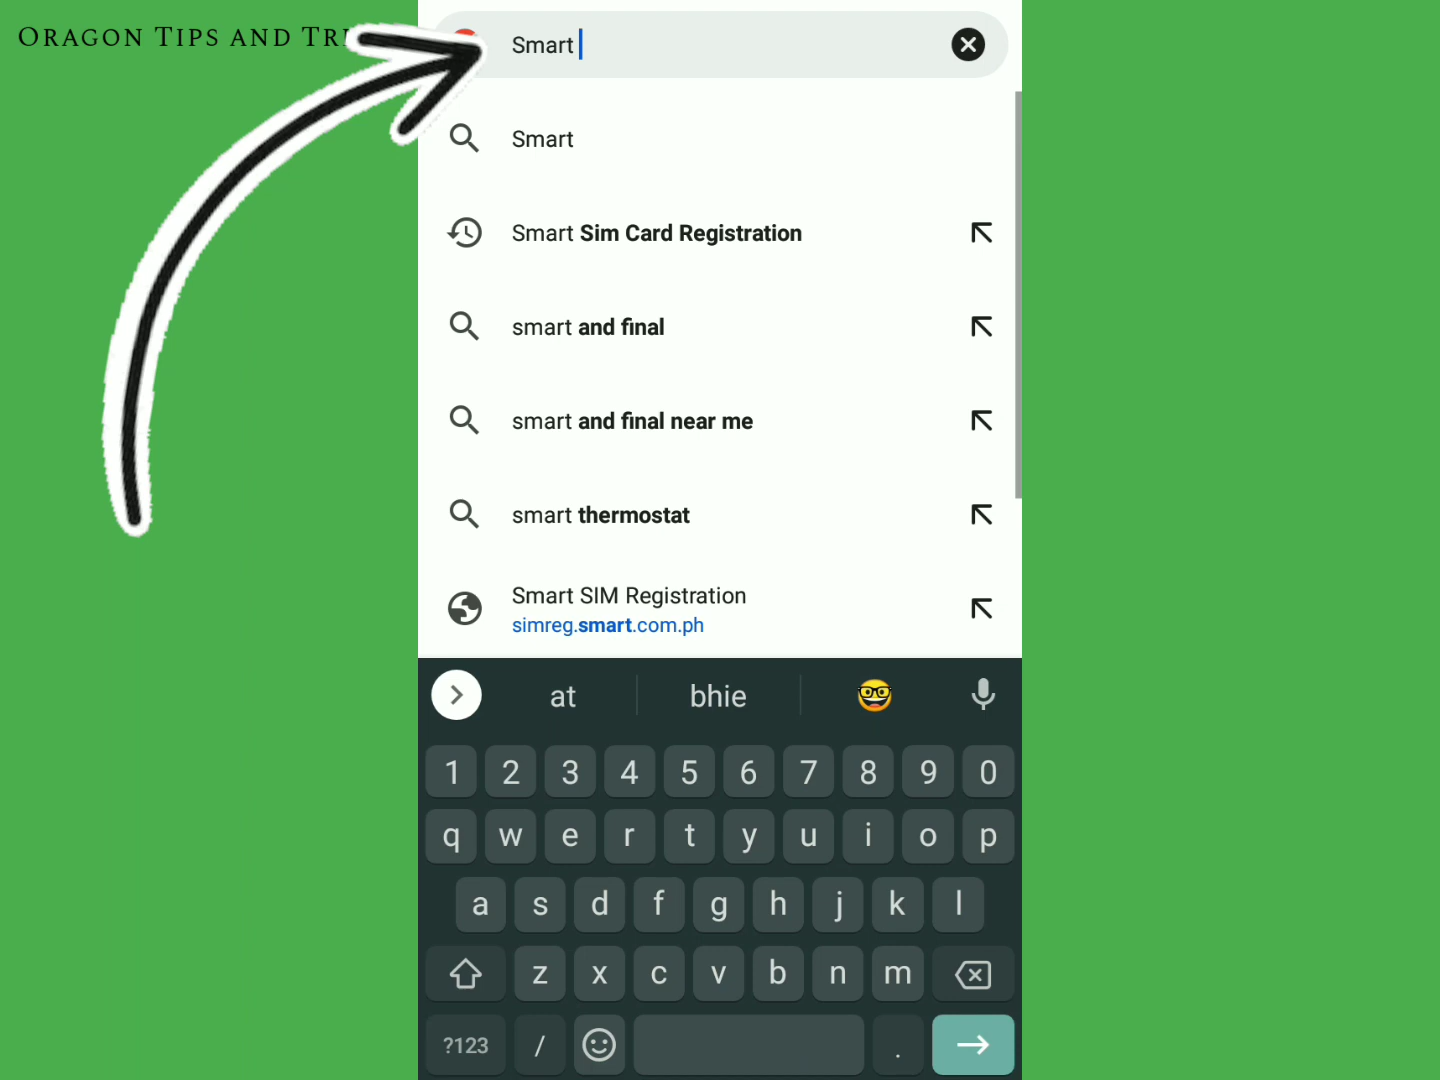 ORAGON TIPS AND
Smart
Smart
Smart Sim Card Registration
smart and final
smart and final near me
smart thermostat
Smart SIM Registration
simreg.smart.com.ph
at bhie
1 2 3 4 5 6 7 8 9 0
q w e r t y u i o p
a s d f g h j k l
z x c v b n m
?123 / .